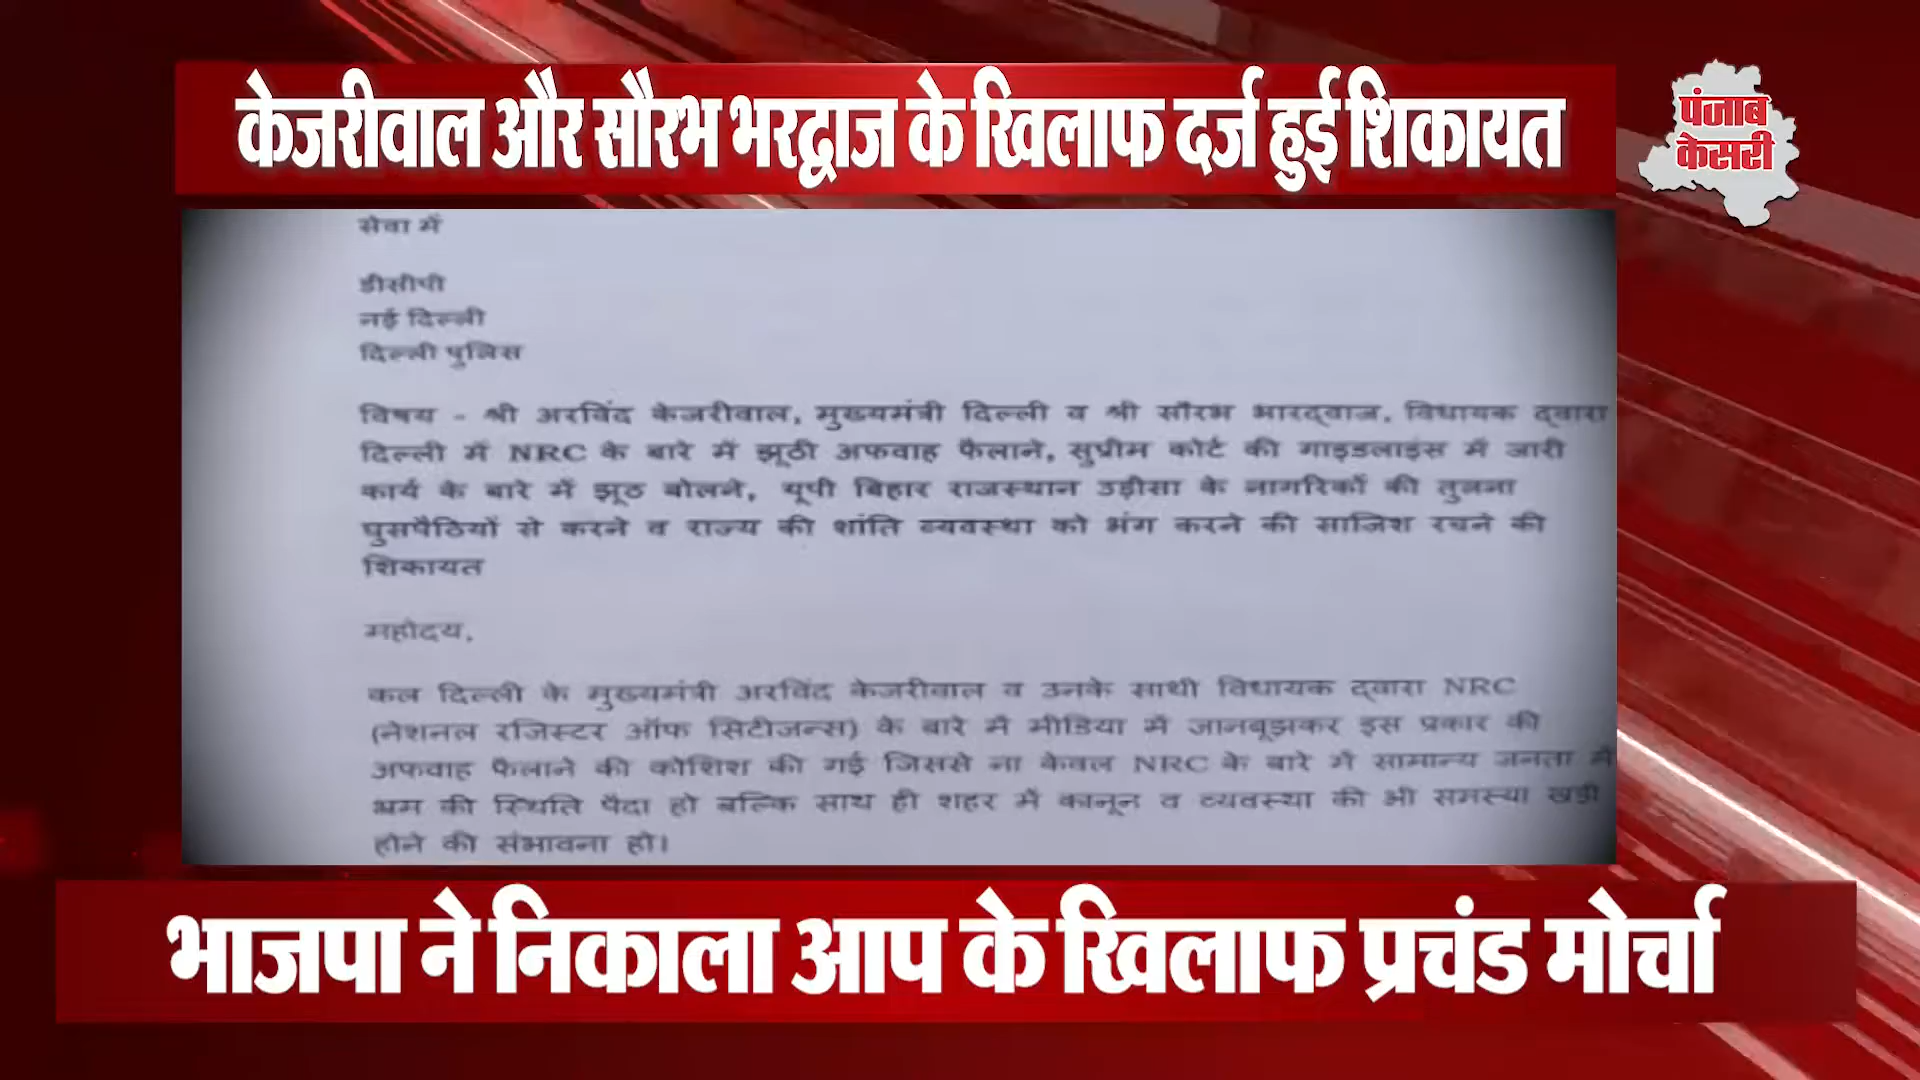 केजरीवाल और सौरभ भरद्वाज के खिलाफ दर्ज हुई शिकायत
पंजाब
केसरी
सेवा में
डीसीपी
नई दिल्ली
दिल्ली पुलिस
विषय - श्री अरविंद केजरीवाल, मुख्यमंत्री दिल्ली व श्री सौरभ भारद्वाज, विधायक द्वारा
दिल्ली में NRC के बारे में झूठी अफवाह फैलाने, सुप्रीम कोर्ट की गाइडलाइंस में जारी
कार्य के बारे में झूठ बोलने, यूपी बिहार राजस्थान उड़ीसा के नागरिकों की तुलना
घुसपैठियों से करने व राज्य की शांति व्यवस्था को भंग करने की साजिश रचने की
शिकायत
महोदय,
कल दिल्ली के मुख्यमंत्री अरविंद केजरीवाल व उनके साथी विधायक द्वारा NRC
(नेशनल रजिस्टर ऑफ सिटीजन्स) के बारे में मीडिया में जानबूझकर इस प्रकार की
अफवाह फैलाने की कोशिश की गई जिससे ना केवल NRC के बारे में सामान्य जनता में
भ्रम की स्थिति पैदा हो बल्कि साथ ही शहर में कानून व व्यवस्था की भी समस्या खड़ी
होने की संभावना हो।
भाजपा ने निकाला आप के खिलाफ प्रचंड मोर्चा